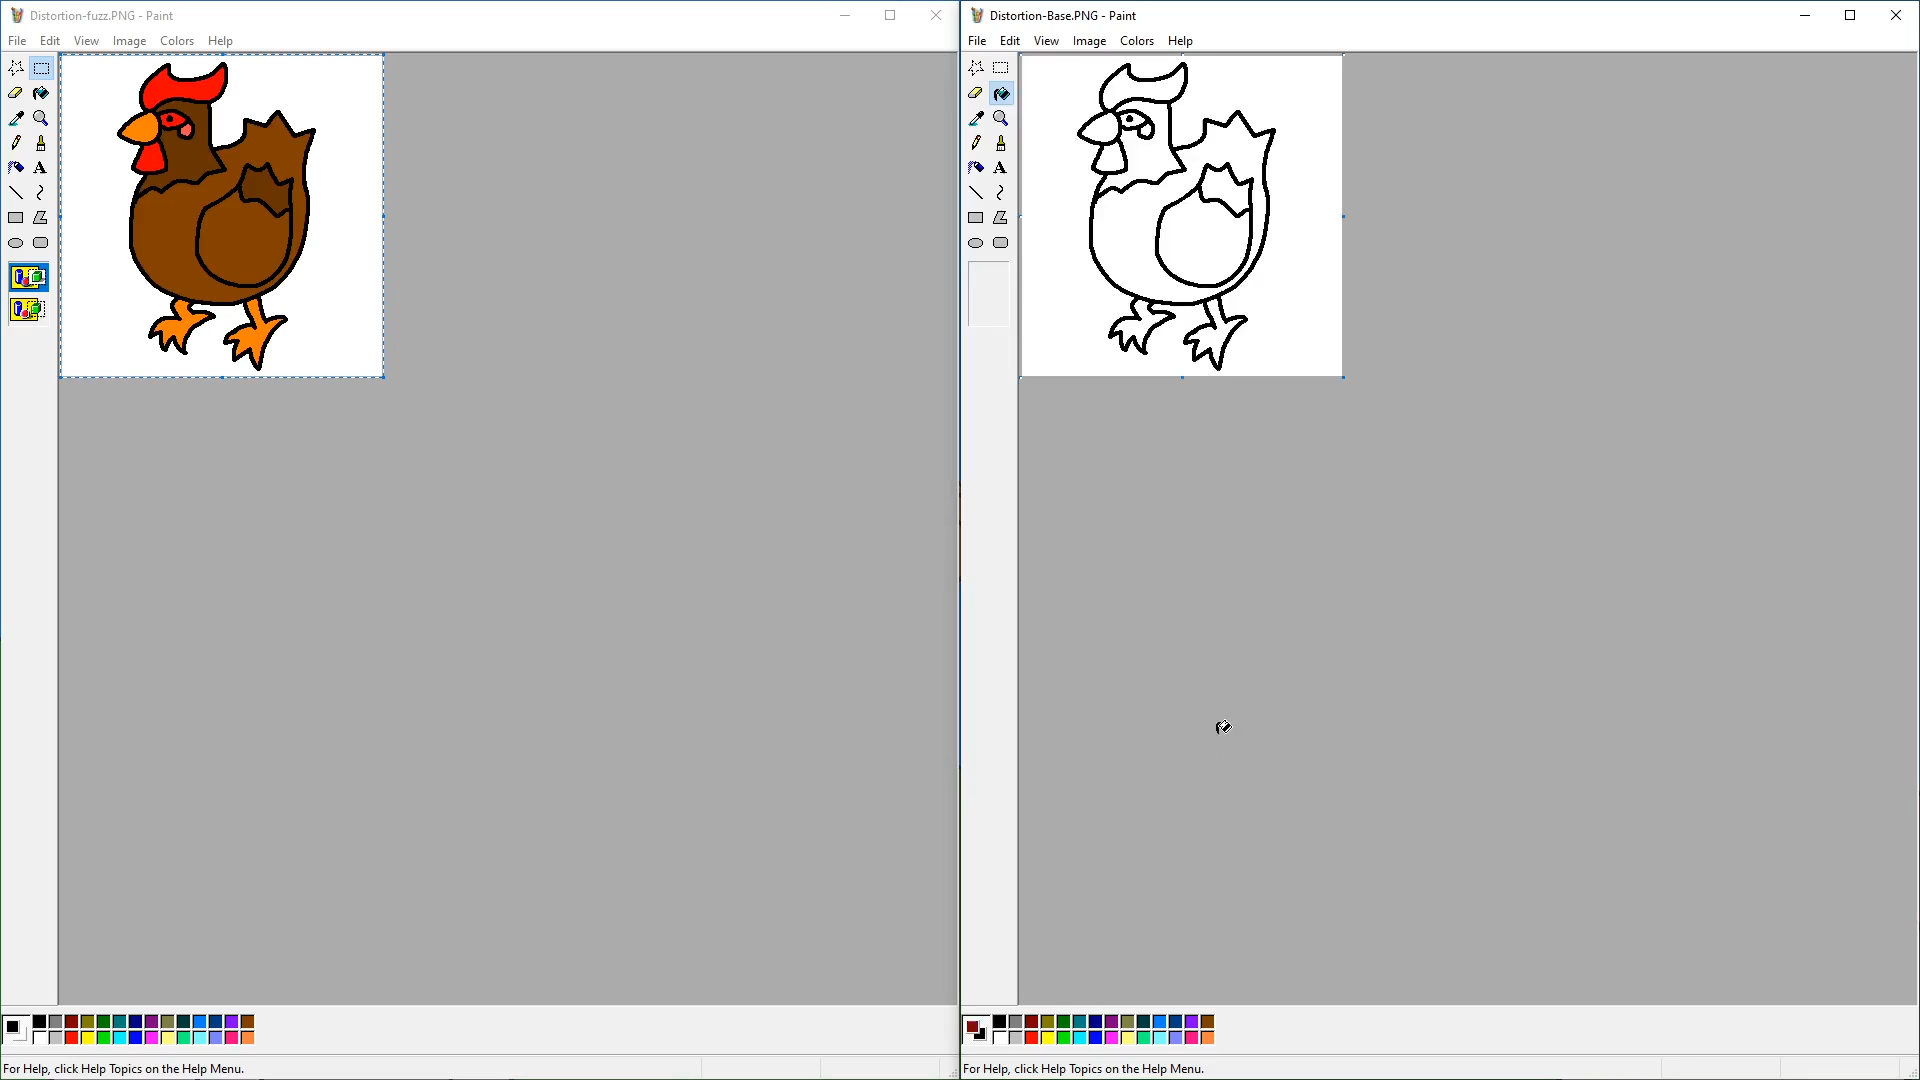 Distortion-fuzz.PNG - Paint
File Edit View Image Colors Help
A
For Help, click Help Topics on the Help Menu.
Distortion-Base.PNG - Paint
File Edit View Image Colors Help
A
For Help, click Help Topics on the Help Menu.